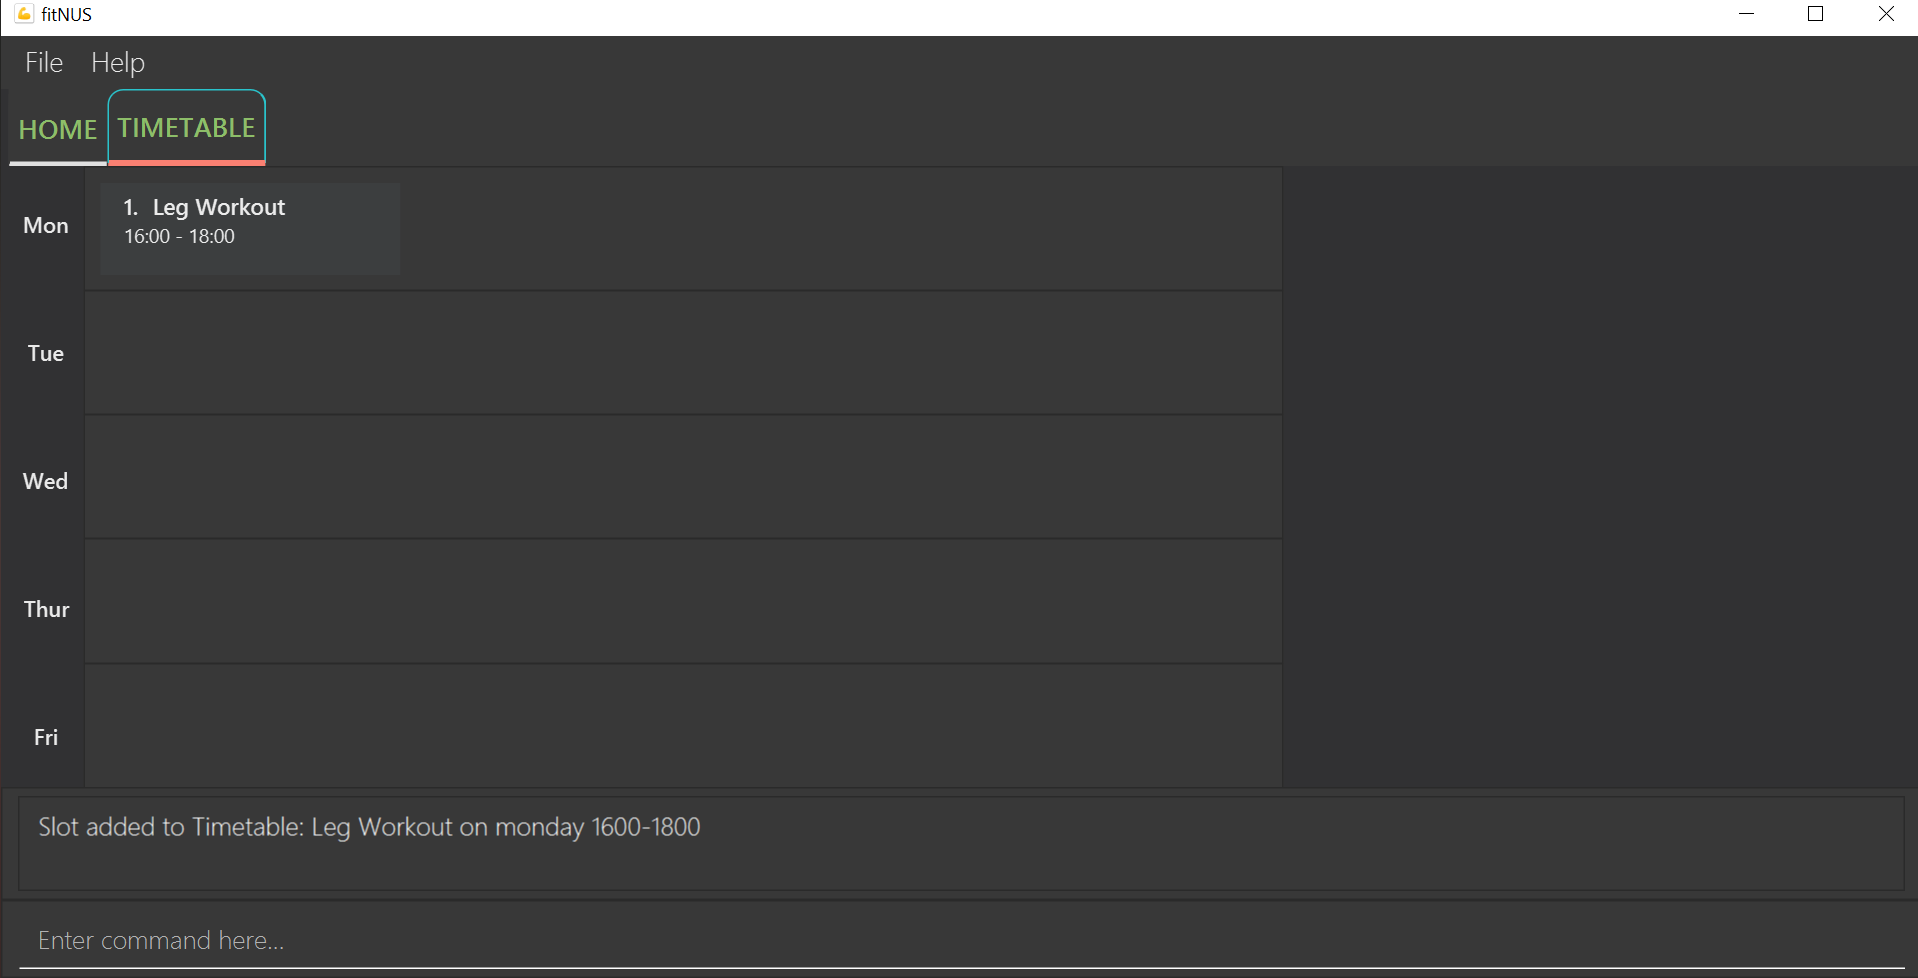 fitNUS
File Help
HOME TIMETABLE
Mon
1. Leg Workout
16:00 - 18:00
Tue
Wed
Thur
Fri
Slot added to Timetable: Leg Workout on monday 1600-1800
Enter command here...